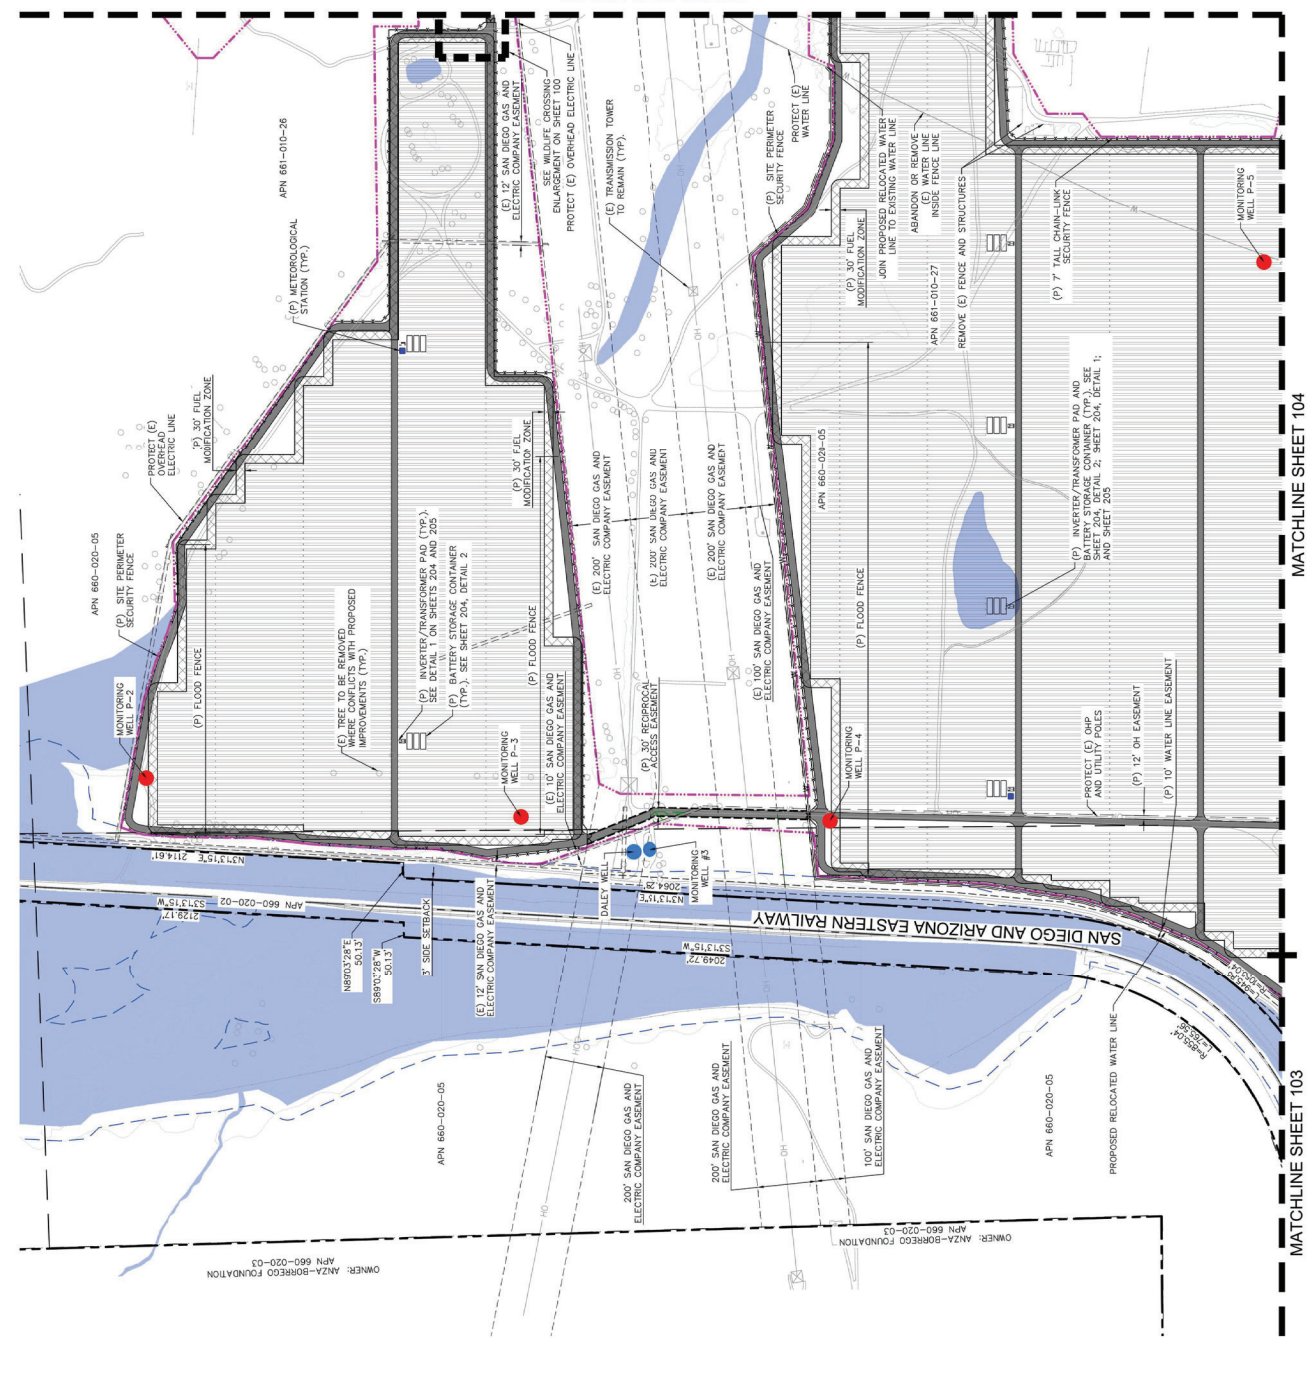 APN 661-010-26
(P) METEOROLOGICAL
STATION (TYP.)
(E) 12' SAN DIEGO GAS AND
ELECTRIC COMPANY EASEMENT
SEE WILDLIFE CROSSING
ENLARGEMENT ON SHEET 100
PROTECT (E) OVERHEAD ELECTRIC LINE
(E) TRANSMISSION TOWER
TO REMAIN (TYP).
(P) SITE PERIMETER
SECURITY FENCE
PROTECT (E)
WATER LINE
(P) 30' FUEL
MODIFICATION ZONE
JOIN PROPOSED RELOCATED WATER
LINE TO EXISTING WATER LINE
ABANDON OR REMOVE
(E) WATER LINE
INSIDE FENCE LINE
APN 661-010-27
REMOVE (E) FENCE AND STRUCTURES
(P) 7' TALL CHAIN-LINK
SECURITY FENCE
MONITORING
WELL P-5
PROTECT (E)
OVERHEAD
ELECTRIC LINE
(P) 30' FUEL
MODIFICATION ZONE
APN 660-020-05
(P) SITE PERIMETER
SECURITY FENCE
MONITORING
WELL P-2
(P) FLOOD FENCE
(E) TREE TO BE REMOVED
WHERE CONFLICTS WITH PROPOSED
IMPROVEMENTS (TYP.)
(P) INVERTER/TRANSFORMER PAD (TYP.).
SEE DETAIL 1 ON SHEETS 204 AND 205
(P) BATTERY STORAGE CONTAINER
(TYP.). SEE SHEET 204, DETAIL 2
MONITORING
WELL P-3
(P) 30' FUEL
MODIFICATION ZONE
(P) FLOOD FENCE
(E) 10' SAN DIEGO GAS AND
ELECTRIC COMPANY EASEMENT
(E) 200' SAN DIEGO GAS AND
ELECTRIC COMPANY EASEMENT
(E) 200' SAN DIEGO GAS AND
ELECTRIC COMPANY EASEMENT
(E) 200' SAN DIEGO GAS AND
ELECTRIC COMPANY EASEMENT
(E) 100' SAN DIEGO GAS AND
ELECTRIC COMPANY EASEMENT
(P) 30' RECIPROCAL
ACCESS EASEMENT
APN 660-020-05
(P) FLOOD FENCE
MONITORING
WELL P-4
(P) INVERTER/TRANSFORMER PAD AND
BATTERY STORAGE CONTAINER (TYP.). SEE
SHEET 204, DETAIL 2; SHEET 204, DETAIL 1;
AND SHEET 205
PROTECT (E) OHP
AND UTILITY POLES
(P) 12' OH EASEMENT
(P) 10' WATER LINE EASEMENT
DALEY WELL
MONITORING
WELL #3
N3°13'15"E 2114.61'
APN 660-020-02
S3°13'15"W
2129.17'
N89°03'28"E
50.13'
S89°03'28"W
50.13'
3' SIDE SETBACK
(E) 12' SAN DIEGO GAS AND
ELECTRIC COMPANY EASEMENT
N3°13'15"E
2064.29'
SAN DIEGO AND ARIZONA EASTERN RAILWAY
S3°13'15"W
2049.72'
R=855.04'
L=765.56'
APN 660-020-05
200' SAN DIEGO GAS AND
ELECTRIC COMPANY EASEMENT
200' SAN DIEGO GAS AND
ELECTRIC COMPANY EASEMENT
100' SAN DIEGO GAS AND
ELECTRIC COMPANY EASEMENT
APN 660-020-05
PROPOSED RELOCATED WATER LINE
OWNER: ANZA-BORREGO FOUNDATION
APN 660-020-03
OWNER: ANZA-BORREGO FOUNDATION
APN 660-020-03
MATCHLINE SHEET 104
MATCHLINE SHEET 103